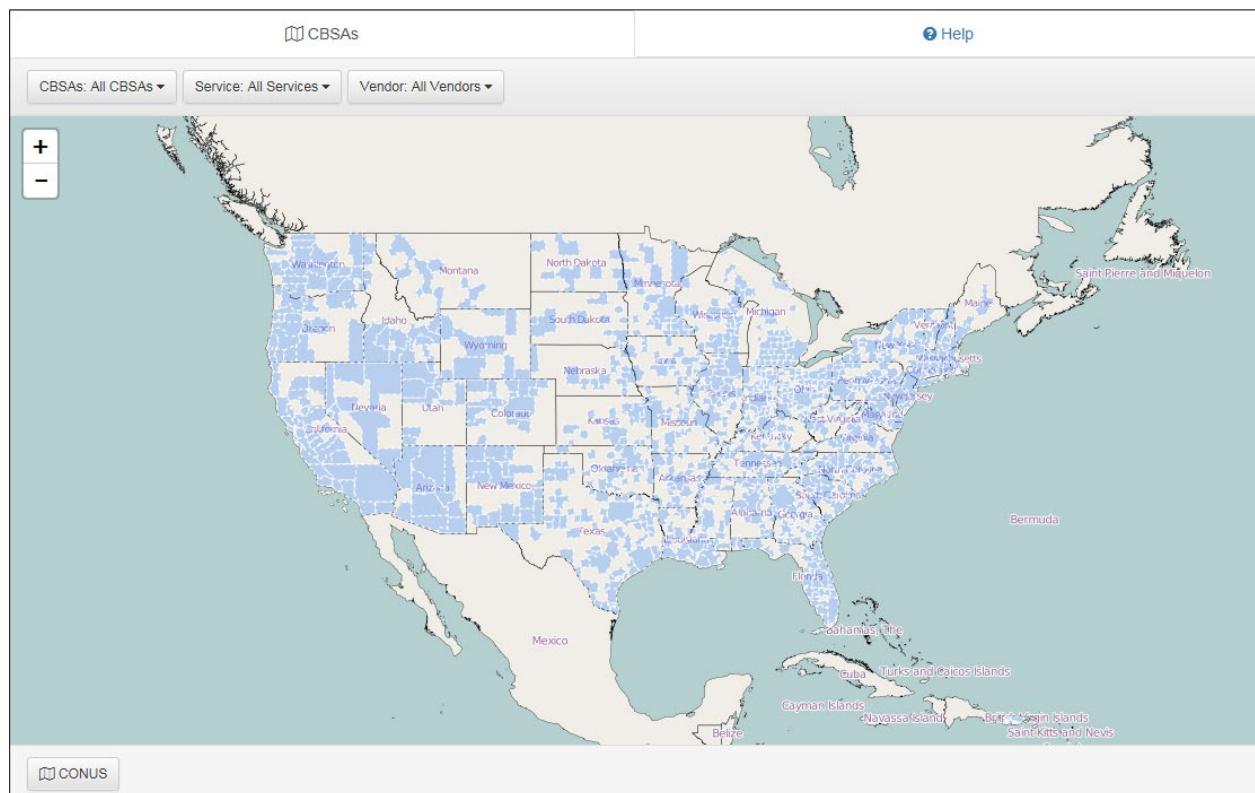 CBSAs
Help
CBSAs: All CBSAs
Service: All Services
Vendor: All Vendors
+
−
Saint Pierre and Miquelon
Washington
Montana
North Dakota
Minnesota
Maine
Michigan
Idaho
South Dakota
Oregon
Wyoming
Nebraska
Nevada
Utah
Colorado
Kansas
Missouri
Kentucky
Tennessee
Oklahoma
Arkansas
Arizona
New Mexico
Alabama
Georgia
Texas
Bermuda
Florida
Bahamas, The
Mexico
Cuba
Turks and Caicos Islands
Cayman Islands
Navassa Island
Belize
Saint Kitts and Nevis
CONUS